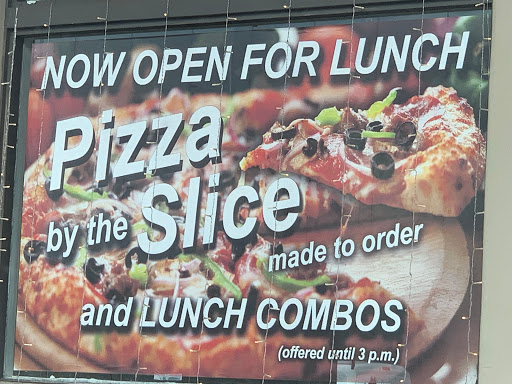 NOW OPEN FOR LUNCH
Pizza
by the Slice
made to order
and LUNCH COMBOS
(offered until 3 p.m.)